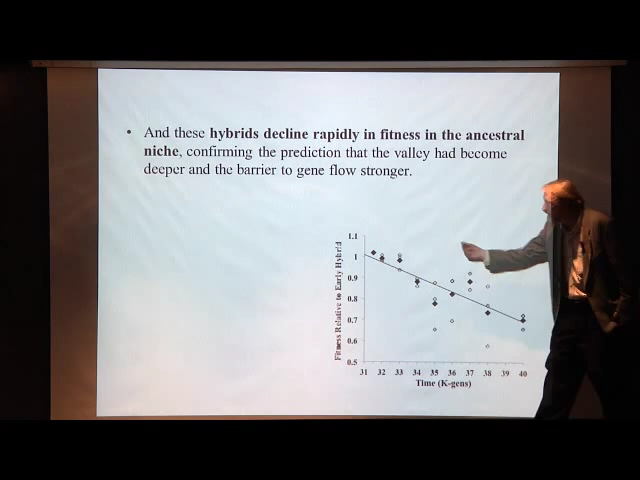 • And these hybrids decline rapidly in fitness in the ancestral
niche, confirming the prediction that the valley had become
deeper and the barrier to gene flow stronger.
Fitness Relative to Early Hybrid
1.1
1
0.9
0.8
0.7
0.6
0.5
31 32 33 34 35 36 37 38 39 40
Time (K-gens)